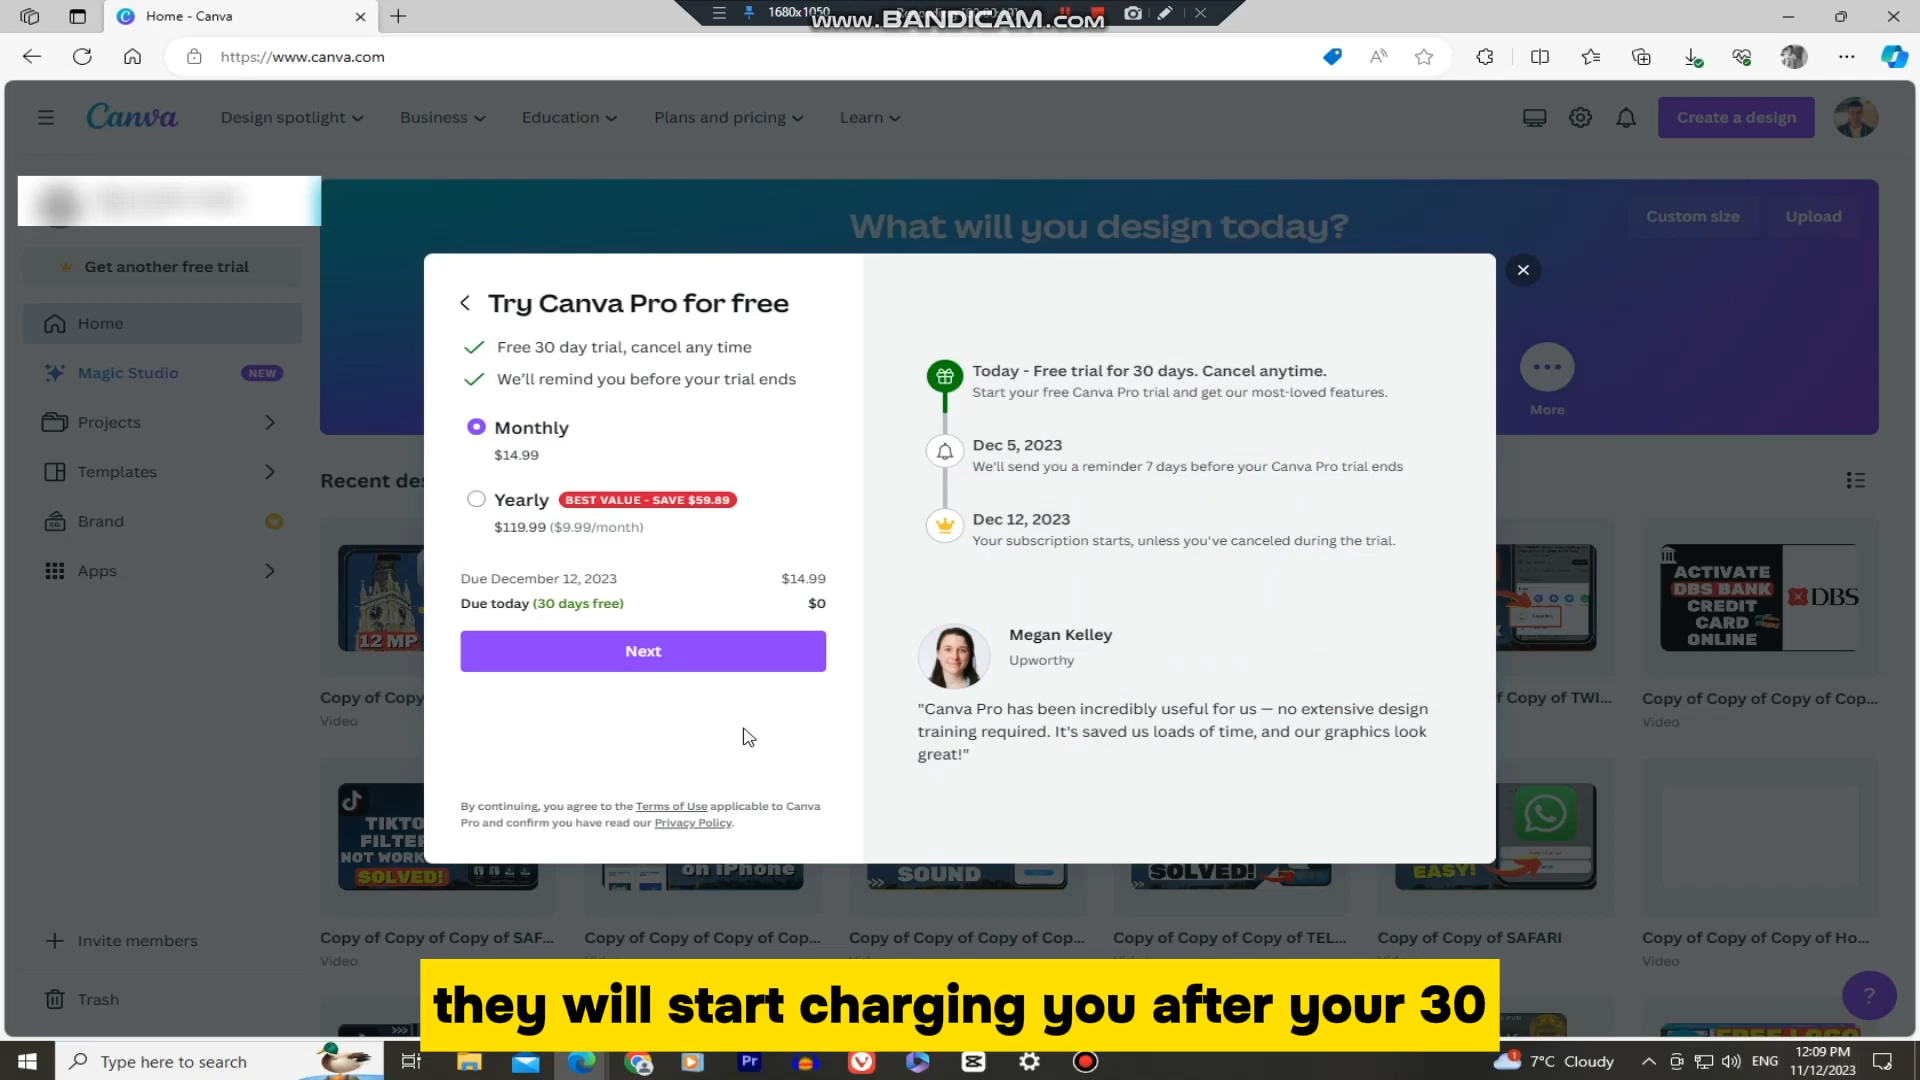 Home - Canva
1680x1050
www.BANDICAM.com
https://www.canva.com
Canva
Design spotlight
Business
Education
Plans and pricing
Learn
Create a design
What will you design today?
Custom size
Upload
Get another free trial
Home
Magic Studio
NEW
Projects
Templates
Brand
Apps
Invite members
Trash
More
Recent des
Try Canva Pro for free
Free 30 day trial, cancel any time
We'll remind you before your trial ends
Monthly
$14.99
Yearly
BEST VALUE - SAVE $59.89
$119.99 ($9.99/month)
Due December 12, 2023 $14.99
Due today (30 days free) $0
Next
By continuing, you agree to the Terms of Use applicable to Canva
Pro and confirm you have read our Privacy Policy.
Today - Free trial for 30 days. Cancel anytime.
Start your free Canva Pro trial and get our most-loved features.
Dec 5, 2023
We'll send you a reminder 7 days before your Canva Pro trial ends
Dec 12, 2023
Your subscription starts, unless you've canceled during the trial.
Megan Kelley
Upworthy
"Canva Pro has been incredibly useful for us — no extensive design
training required. It's saved us loads of time, and our graphics look
great!"
12 MP
ACTIVATE
DBS BANK
CREDIT
CARD
ONLINE
DBS
Copy of Copy
Video
f Copy of TWI...
Copy of Copy of Copy of Cop...
Video
TIKTO
FILTER
NOT WORK
SOLVED!
on iPhone
SOUND
SOLVED!
EASY!
Copy of Copy of Copy of SAF...
Copy of Copy of Copy of Cop...
Copy of Copy of Copy of Cop...
Copy of Copy of Copy of TEL...
Copy of SAFARI
Copy of Copy of Copy of Ho...
Video
Video
Video
they will start charging you after your 30
?
Type here to search
Pr
7°C Cloudy
ENG
12:09 PM
11/12/2023